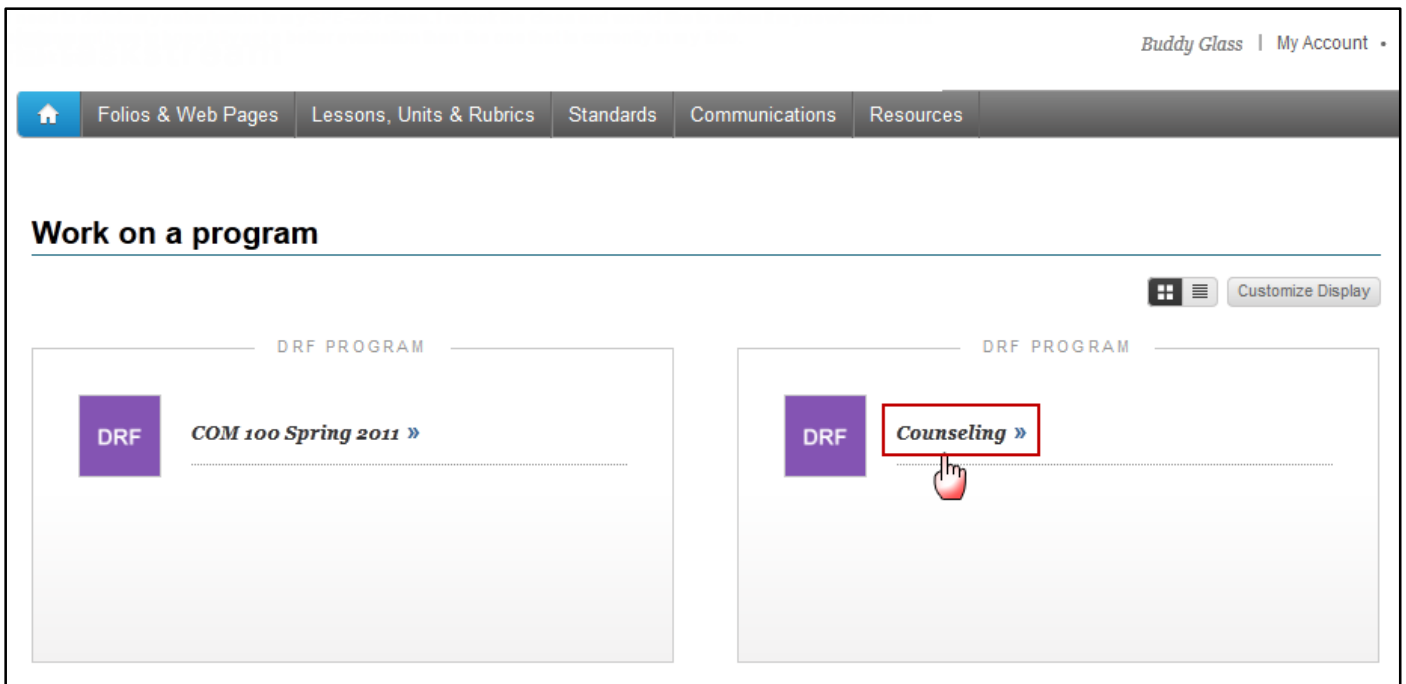 Buddy Glass | My Account •
Folios & Web Pages Lessons, Units & Rubrics Standards Communications Resources
Work on a program
Customize Display
DRF PROGRAM
DRF COM 100 Spring 2011 »
DRF PROGRAM
DRF Counseling »